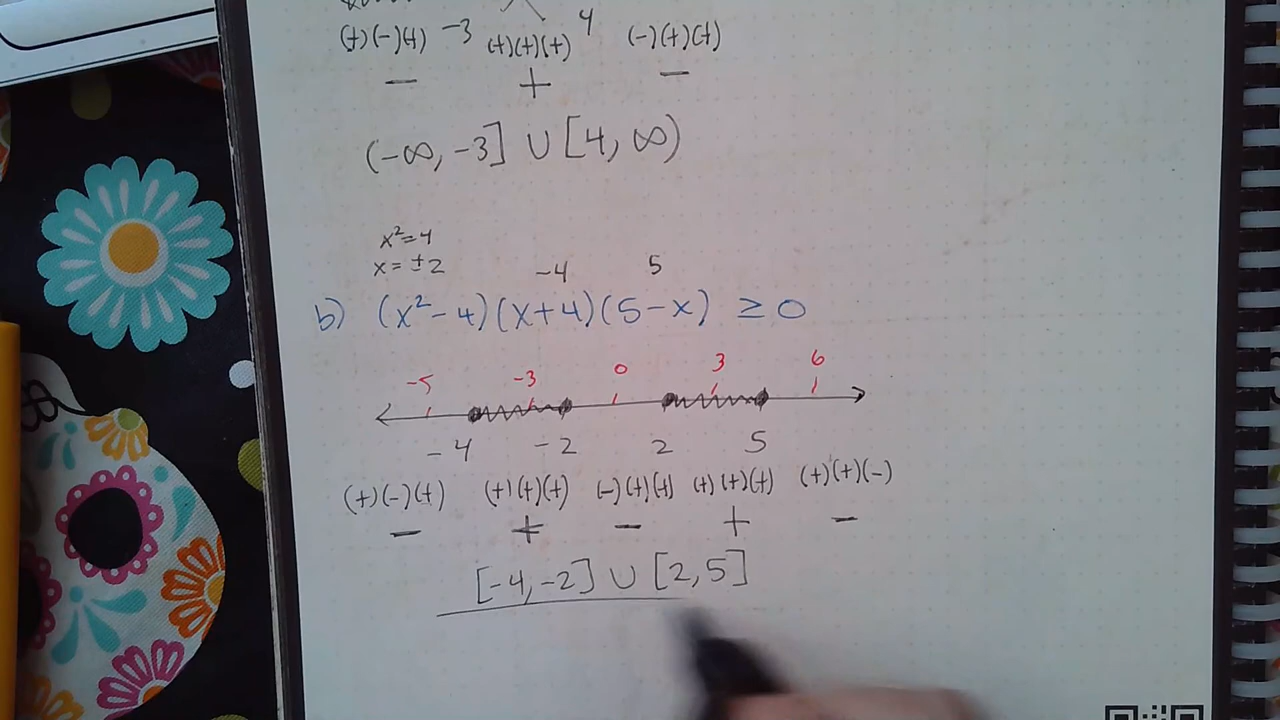 (+)(-)(+) -3 (+)(+)(+) 4 (-)(+)(+)
- + -
(-∞, -3] ∪ [4, ∞)
x²=4
x = ±2 -4 5
b) (x²-4)(x+4)(5-x) ≥ 0
-5 -3 0 3 6
-4 -2 2 5
(+)(-)(+) (+)(+)(+) (-)(+)(+) (+)(+)(+) (+)(+)(-)
- + - + -
[-4,-2] ∪ [2,5]